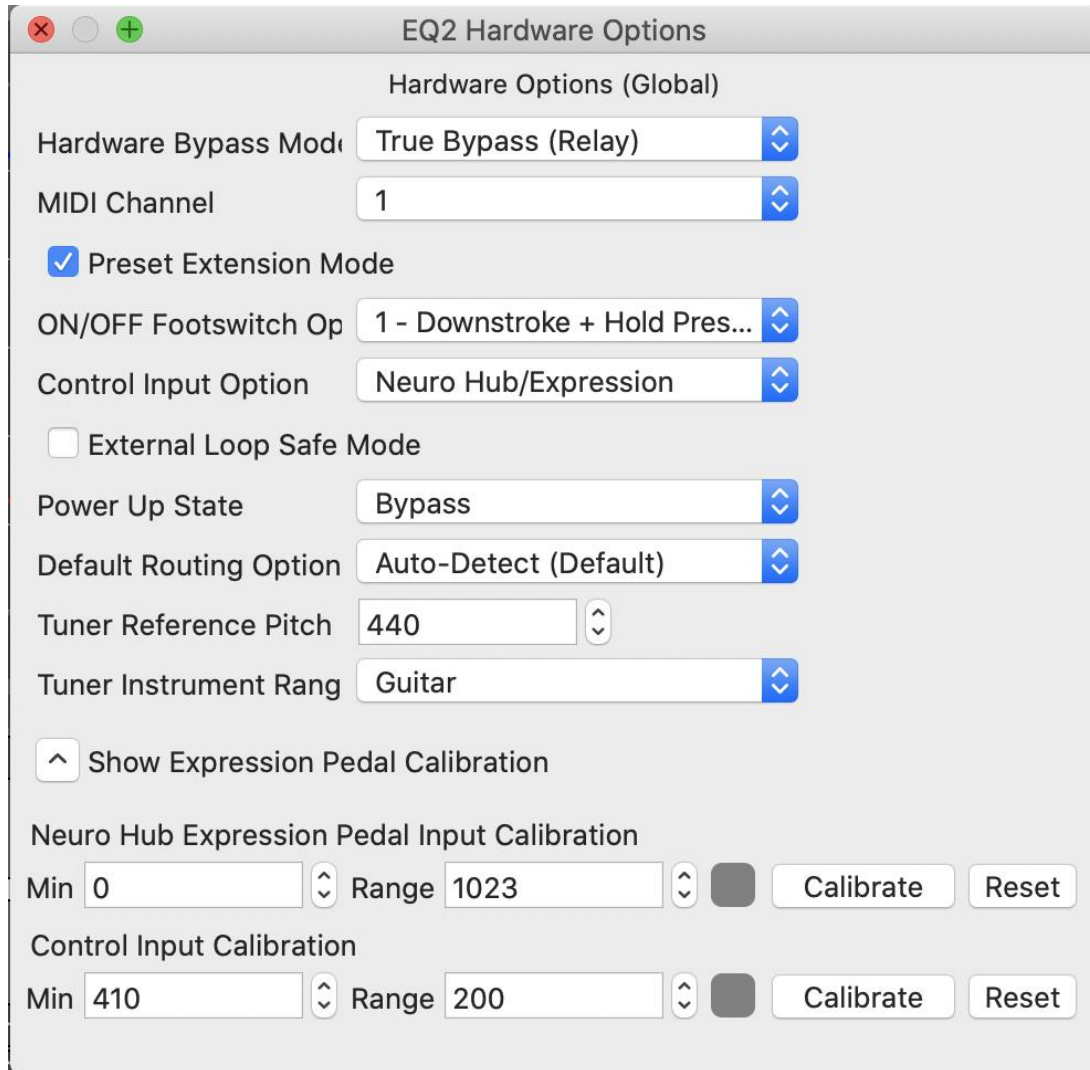 EQ2 Hardware Options
Hardware Options (Global)
Hardware Bypass Mode True Bypass (Relay)
MIDI Channel 1
Preset Extension Mode
ON/OFF Footswitch Op 1 - Downstroke + Hold Pres...
Control Input Option Neuro Hub/Expression
External Loop Safe Mode
Power Up State Bypass
Default Routing Option Auto-Detect (Default)
Tuner Reference Pitch 440
Tuner Instrument Rang Guitar
Show Expression Pedal Calibration
Neuro Hub Expression Pedal Input Calibration
Min 0 Range 1023 Calibrate Reset
Control Input Calibration
Min 410 Range 200 Calibrate Reset